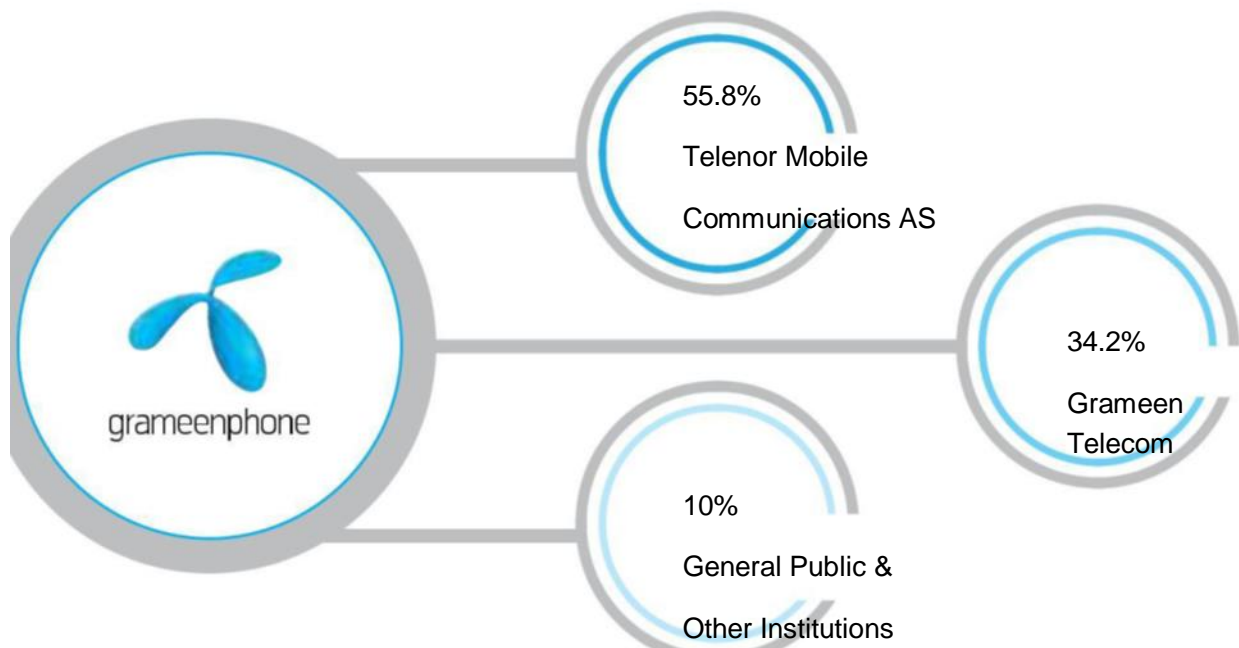 55.8%
Telenor Mobile
Communications AS
34.2%
Grameen
Telecom
grameenphone
10%
General Public &
Other Institutions